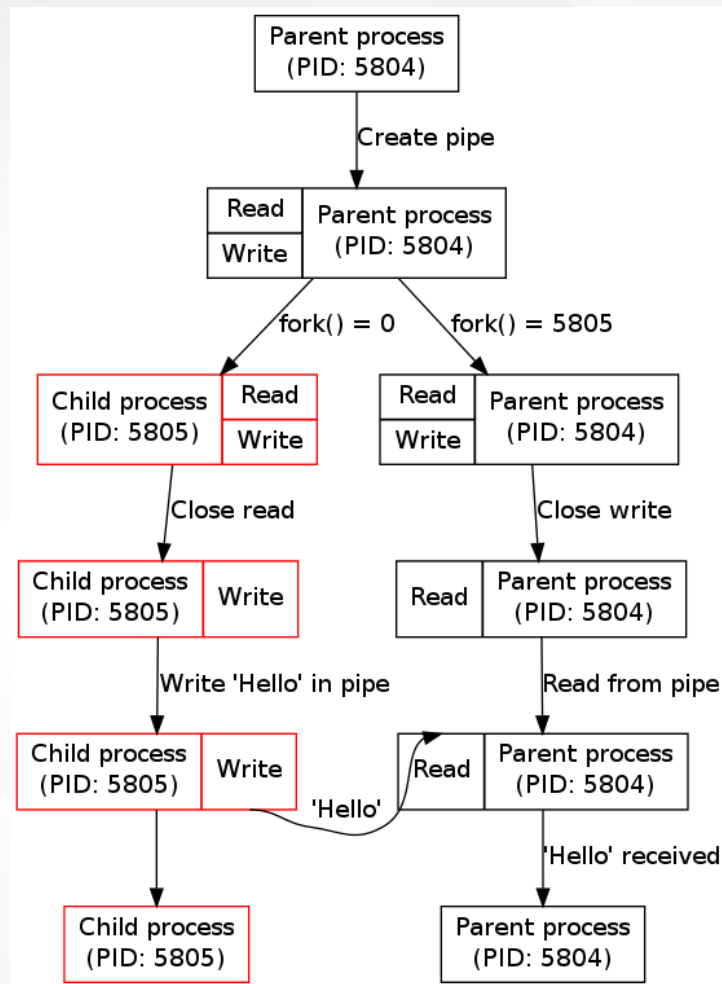 Parent process
(PID: 5804)
Create pipe
Read
Write
Parent process
(PID: 5804)
fork() = 0
fork() = 5805
Child process
(PID: 5805)
Read
Write
Read
Write
Parent process
(PID: 5804)
Close read
Close write
Child process
(PID: 5805)
Write
Read
Parent process
(PID: 5804)
Write 'Hello' in pipe
Read from pipe
Child process
(PID: 5805)
Write
Read
Parent process
(PID: 5804)
'Hello'
'Hello' received
Child process
(PID: 5805)
Parent process
(PID: 5804)